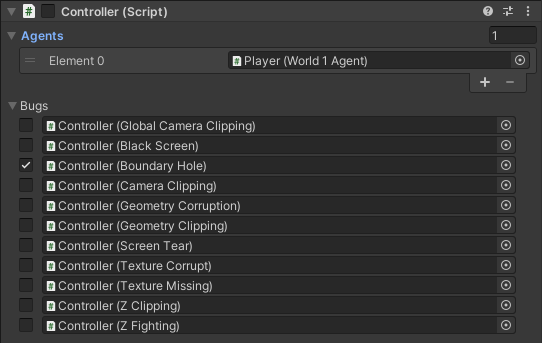 Controller (Script)
Agents 1
Element 0 Player (World 1 Agent)
Bugs
Controller (Global Camera Clipping)
Controller (Black Screen)
Controller (Boundary Hole)
Controller (Camera Clipping)
Controller (Geometry Corruption)
Controller (Geometry Clipping)
Controller (Screen Tear)
Controller (Texture Corrupt)
Controller (Texture Missing)
Controller (Z Clipping)
Controller (Z Fighting)